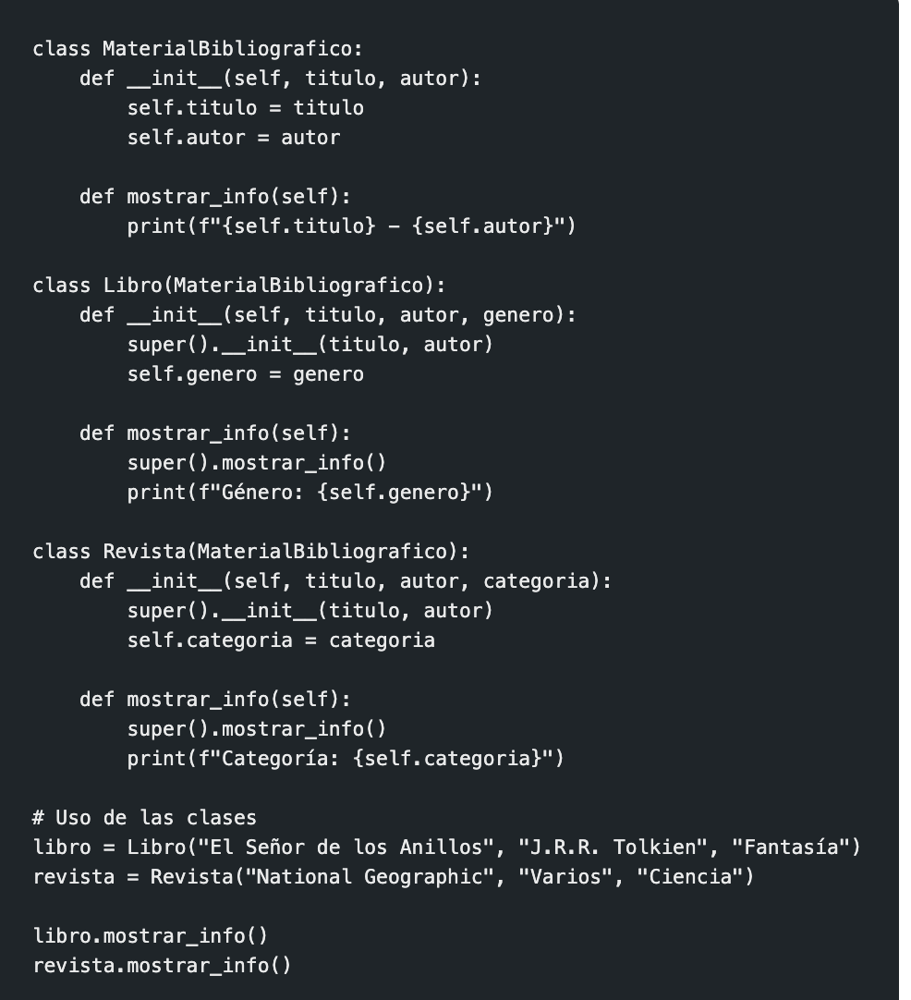 class MaterialBibliografico:
    def __init__(self, titulo, autor):
        self.titulo = titulo
        self.autor = autor

    def mostrar_info(self):
        print(f"{self.titulo} - {self.autor}")

class Libro(MaterialBibliografico):
    def __init__(self, titulo, autor, genero):
        super().__init__(titulo, autor)
        self.genero = genero

    def mostrar_info(self):
        super().mostrar_info()
        print(f"Género: {self.genero}")

class Revista(MaterialBibliografico):
    def __init__(self, titulo, autor, categoria):
        super().__init__(titulo, autor)
        self.categoria = categoria

    def mostrar_info(self):
        super().mostrar_info()
        print(f"Categoría: {self.categoria}")

# Uso de las clases
libro = Libro("El Señor de los Anillos", "J.R.R. Tolkien", "Fantasía")
revista = Revista("National Geographic", "Varios", "Ciencia")

libro.mostrar_info()
revista.mostrar_info()